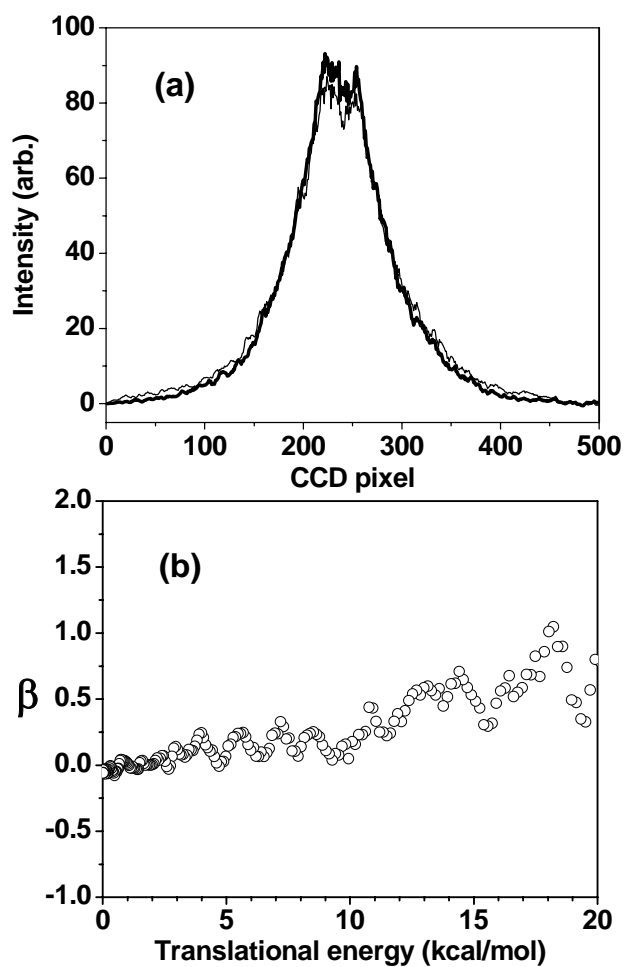 (a)
Intensity (arb.)
100
80
60
40
20
0
0 100 200 300 400 500
CCD pixel
(b)
β
2.0
1.5
1.0
0.5
0.0
-0.5
-1.0
0 5 10 15 20
Translational energy (kcal/mol)